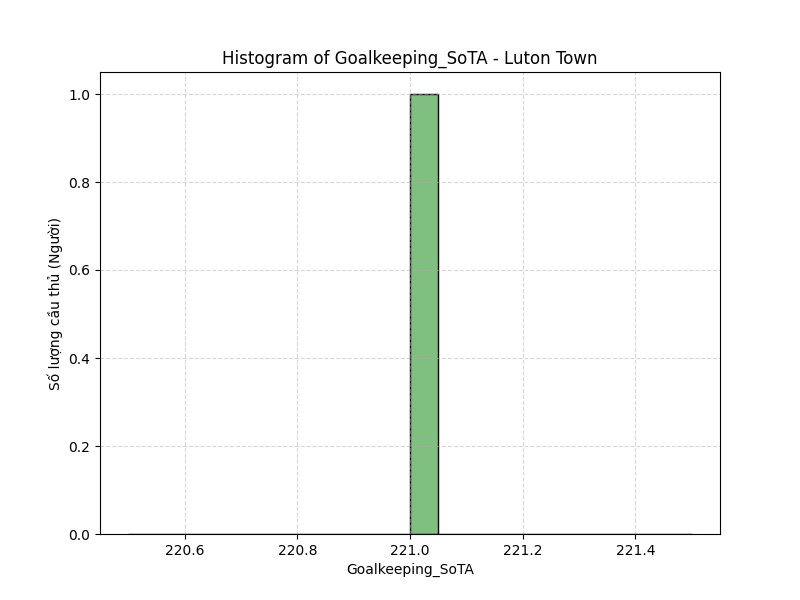 Histogram of Goalkeeping_SoTA - Luton Town
1.0
0.8
0.6
0.4
0.2
0.0
Số lượng cầu thủ (Người)
220.6 220.8 221.0 221.2 221.4
Goalkeeping_SoTA